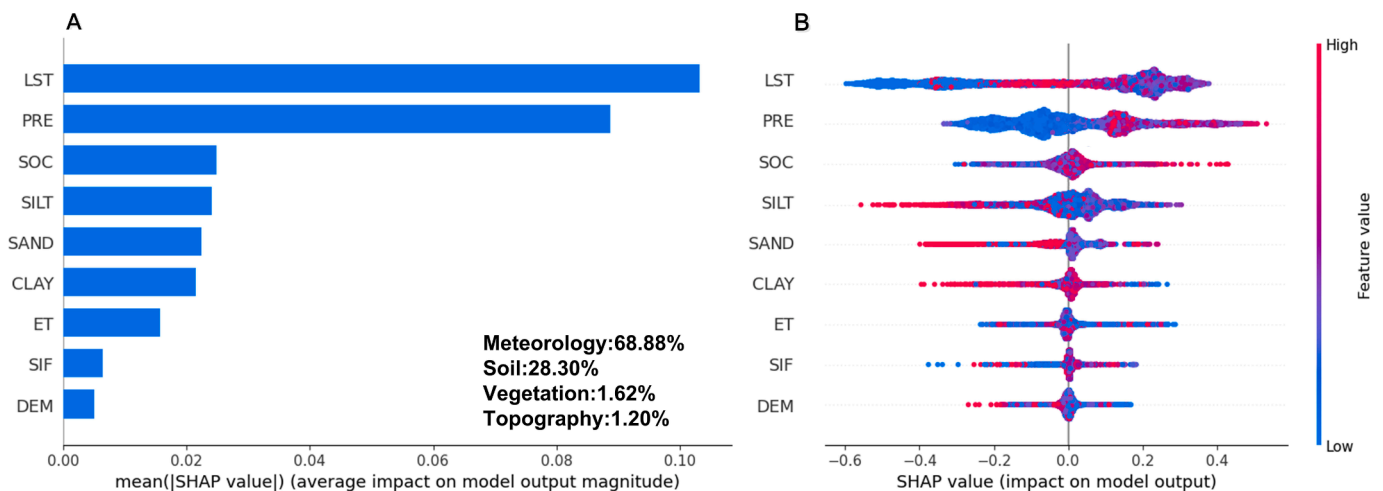 A
LST
PRE
SOC
SILT
SAND
CLAY
ET
SIF
DEM
Meteorology:68.88%
Soil:28.30%
Vegetation:1.62%
Topography:1.20%
0.00 0.02 0.04 0.06 0.08 0.10
mean(|SHAP value|) (average impact on model output magnitude)
B
LST
PRE
SOC
SILT
SAND
CLAY
ET
SIF
DEM
−0.6 −0.4 −0.2 0.0 0.2 0.4
SHAP value (impact on model output)
High
Feature value
Low